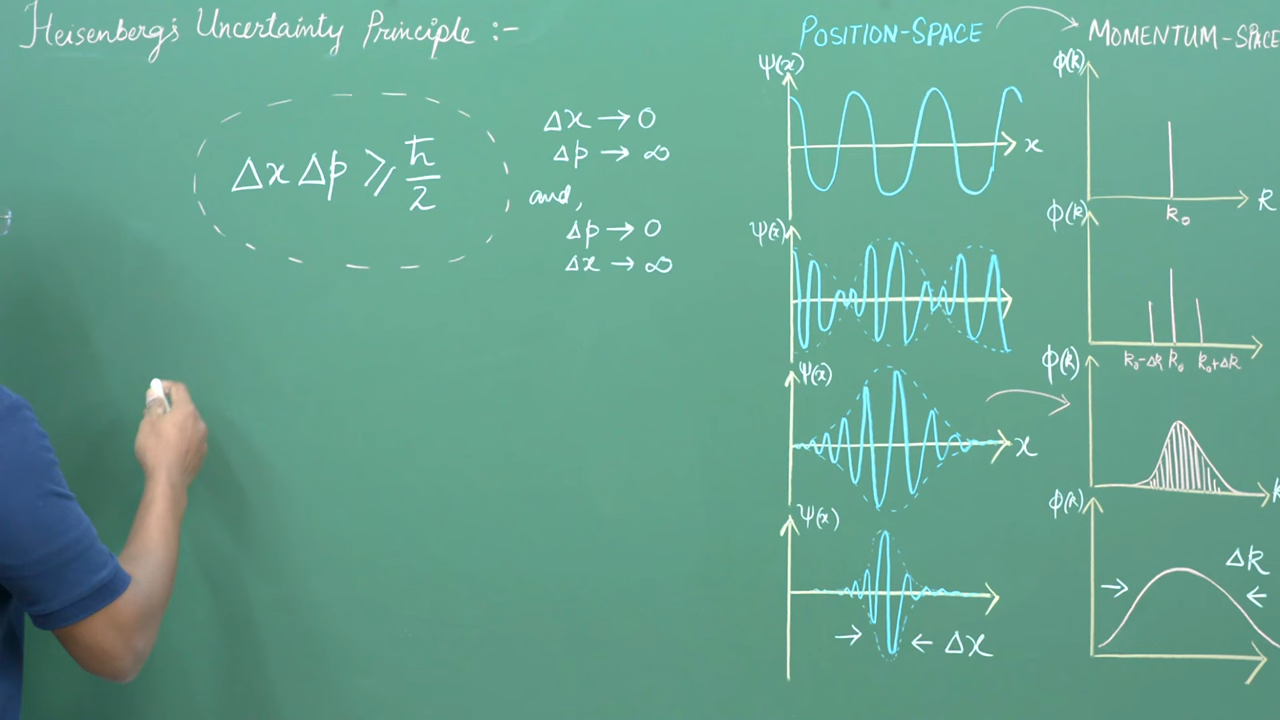 Heisenberg's Uncertainty Principle :-
Δx Δp ⩾ ħ/2
Δx → 0
Δp → ∞
and,
Δp → 0
Δx → ∞
POSITION-SPACE
MOMENTUM-SPACE
ψ(x)
x
ϕ(k)
k
k₀
ψ(x)
ϕ(k)
k₀-Δk k₀ k₀+Δk
ψ(x)
x
ϕ(k)
k
ψ(x)
Δx
ϕ(k)
Δk